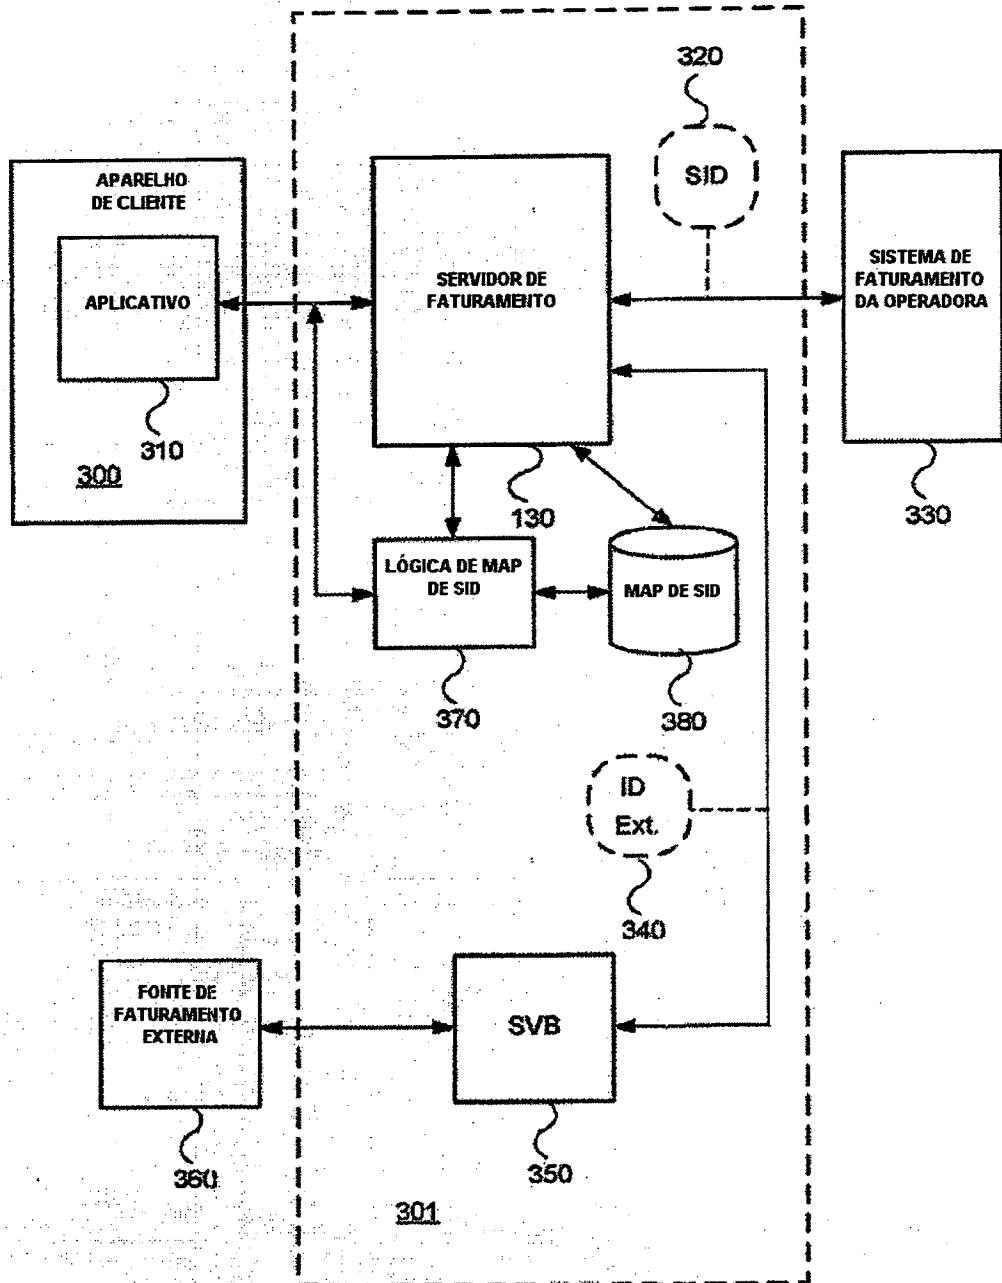 320
SID
APARELHO
DE CLIENTE
APLICATIVO
310
300
SERVIDOR DE
FATURAMENTO
130
SISTEMA DE
FATURAMENTO
DA OPERADORA
330
LÓGICA DE MAP
DE SID
370
MAP DE SID
380
ID
Ext.
340
FONTE DE
FATURAMENTO
EXTERNA
360
SVB
350
301